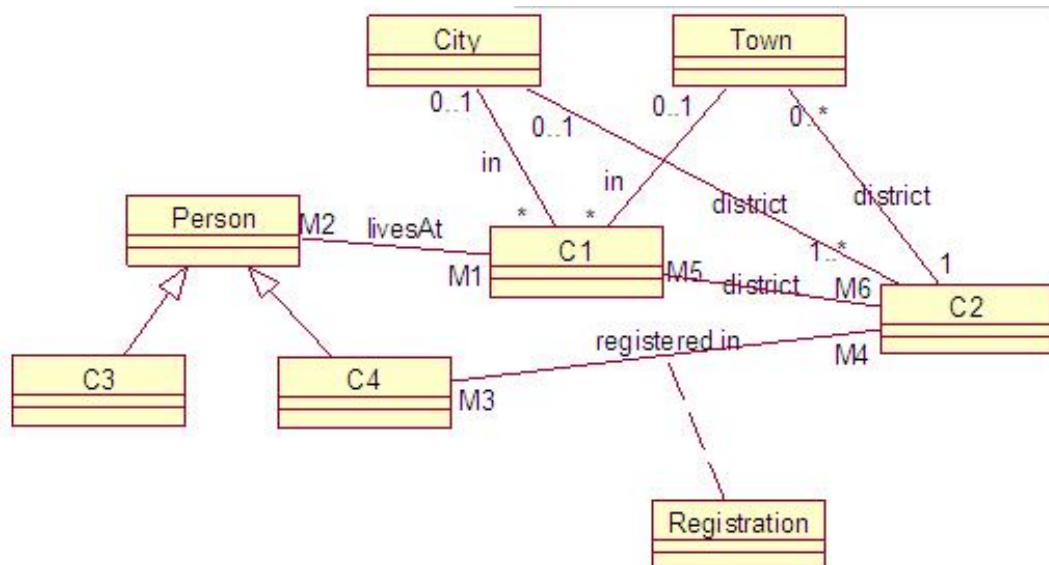 City
Town
0..1
0..1
0..1
0..*
in
in
district
district
Person
M2
livesAt
M1
*
*
C1
M5
district
1..*
1
M6
C2
C3
C4
M3
registered in
M4
Registration